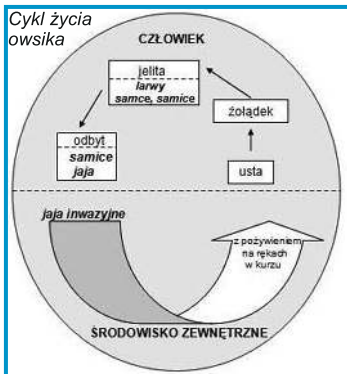 Cykl życia
owsika
CZŁOWIEK
jelita
larwy
samce, samice
żołądek
odbyt
samice
jaja
usta
jaja inwazyjne
z pożywieniem
na rękach
w kurzu
ŚRODOWISKO ZEWNĘTRZNE